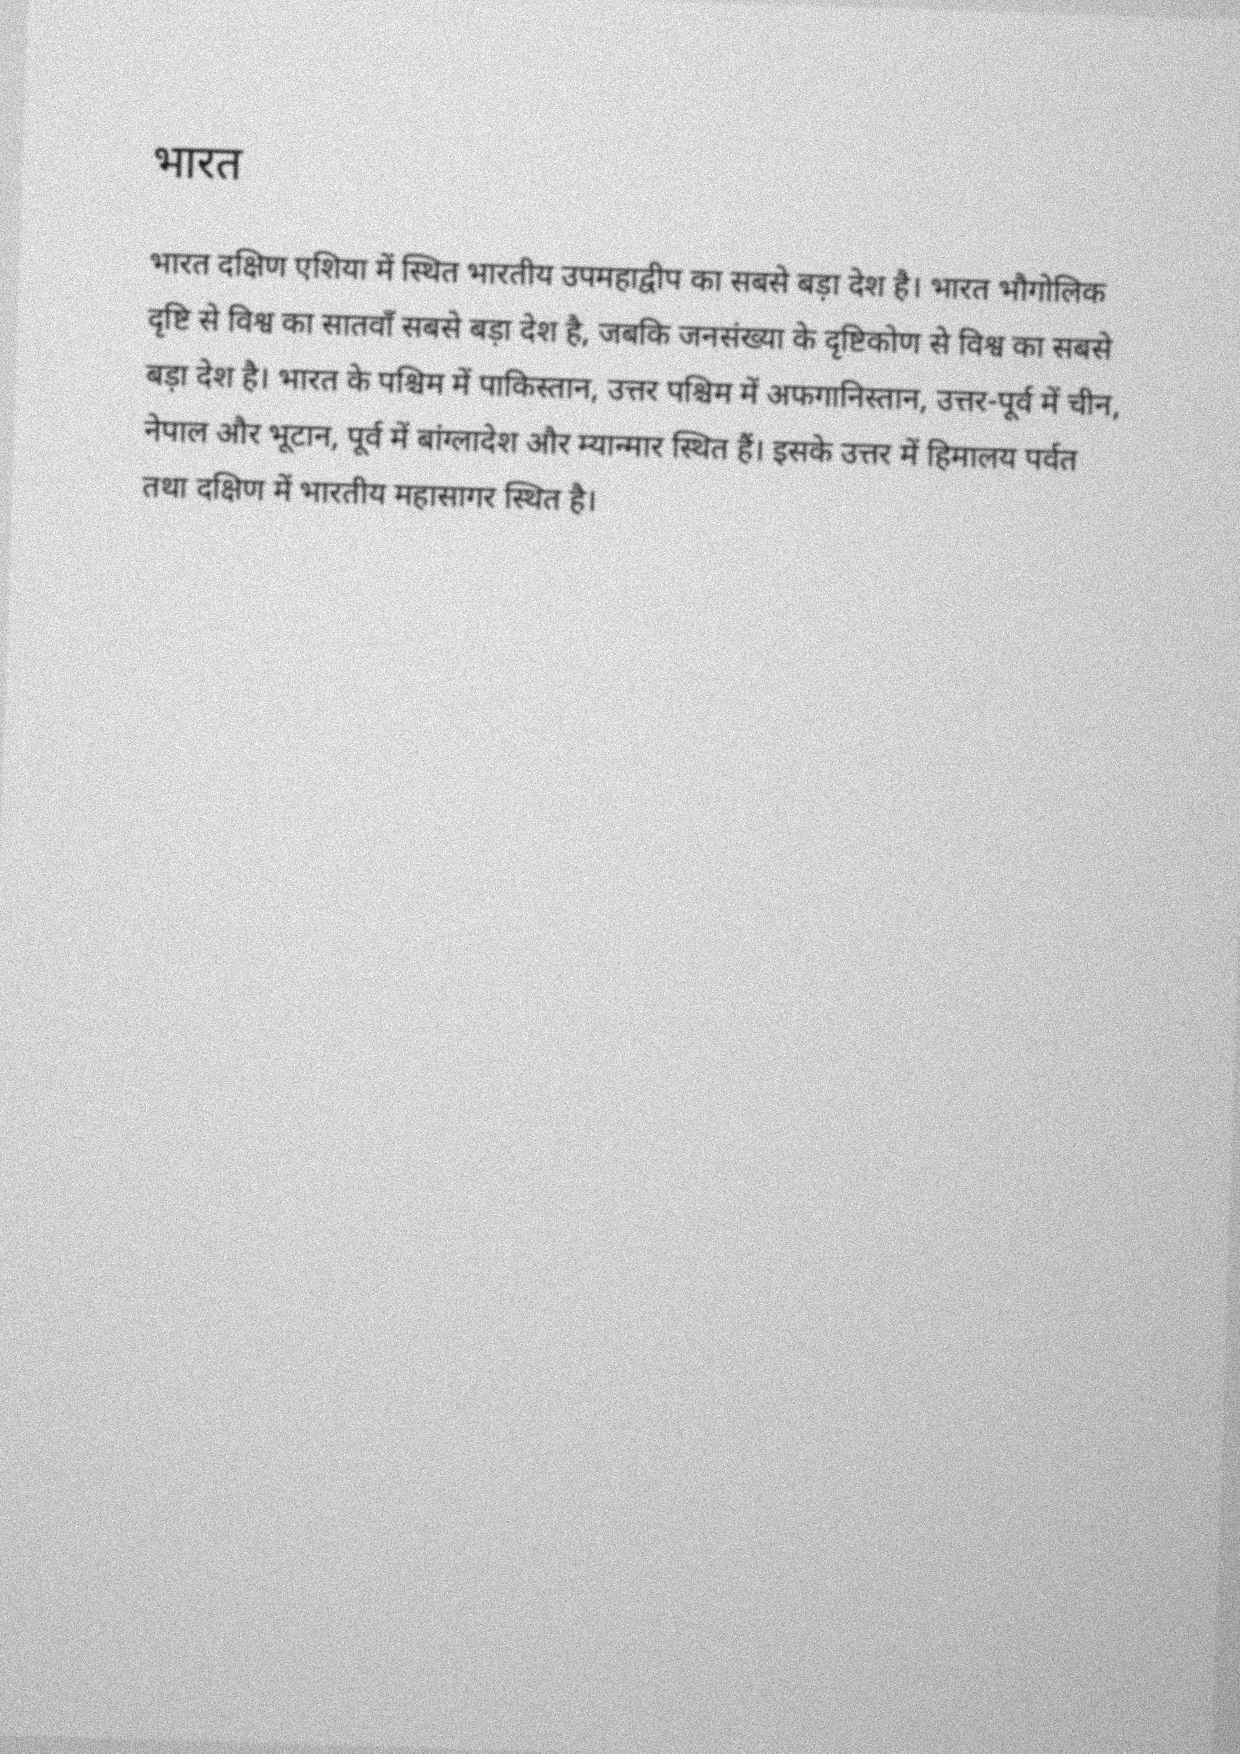 भारत
भारत दक्षिण एशिया में स्थित भारतीय उपमहाद्वीप का सबसे बड़ा देश है। भारत भौगोलिक
दृष्टि से विश्व का सातवाँ सबसे बड़ा देश है, जबकि जनसंख्या के दृष्टिकोण से विश्व का सबसे
बड़ा देश है। भारत के पश्चिम में पाकिस्तान, उत्तर पश्चिम में अफगानिस्तान, उत्तर-पूर्व में चीन,
नेपाल और भूटान, पूर्व में बांग्लादेश और म्यान्मार स्थित हैं। इसके उत्तर में हिमालय पर्वत
तथा दक्षिण में भारतीय महासागर स्थित है।